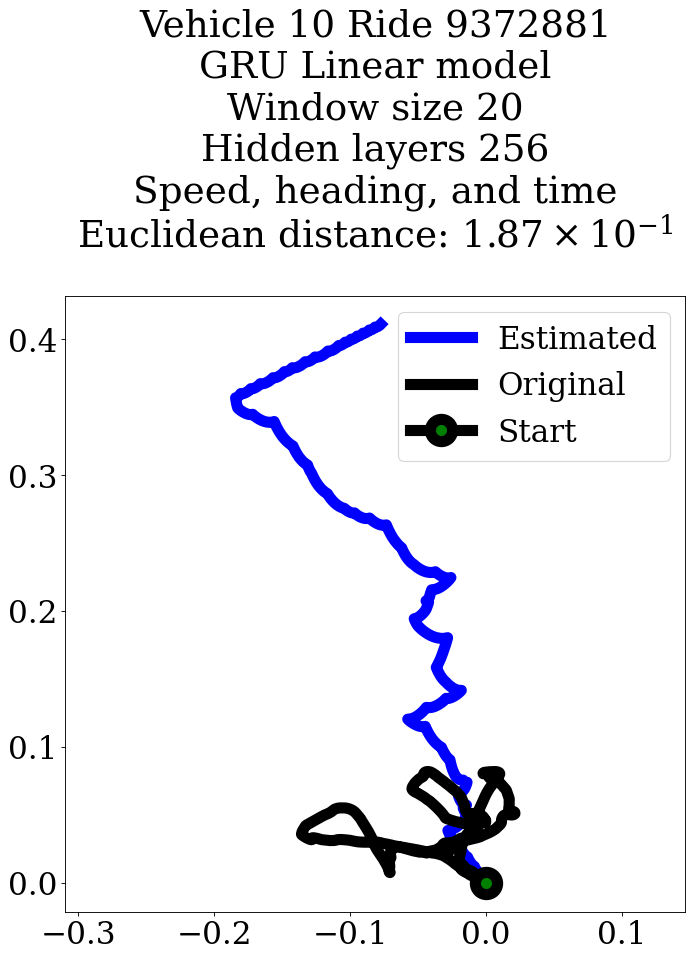 Vehicle 10 Ride 9372881
GRU Linear model
Window size 20
Hidden layers 256
Speed, heading, and time
Euclidean distance: 1.87 × 10⁻¹
Estimated
Original
Start
0.4
0.3
0.2
0.1
0.0
−0.3 −0.2 −0.1 0.0 0.1